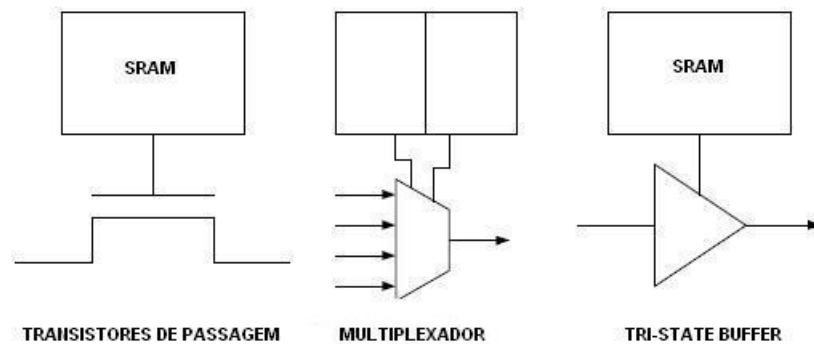 SRAM
SRAM
TRANSISTORES DE PASSAGEM
MULTIPLEXADOR
TRI-STATE BUFFER